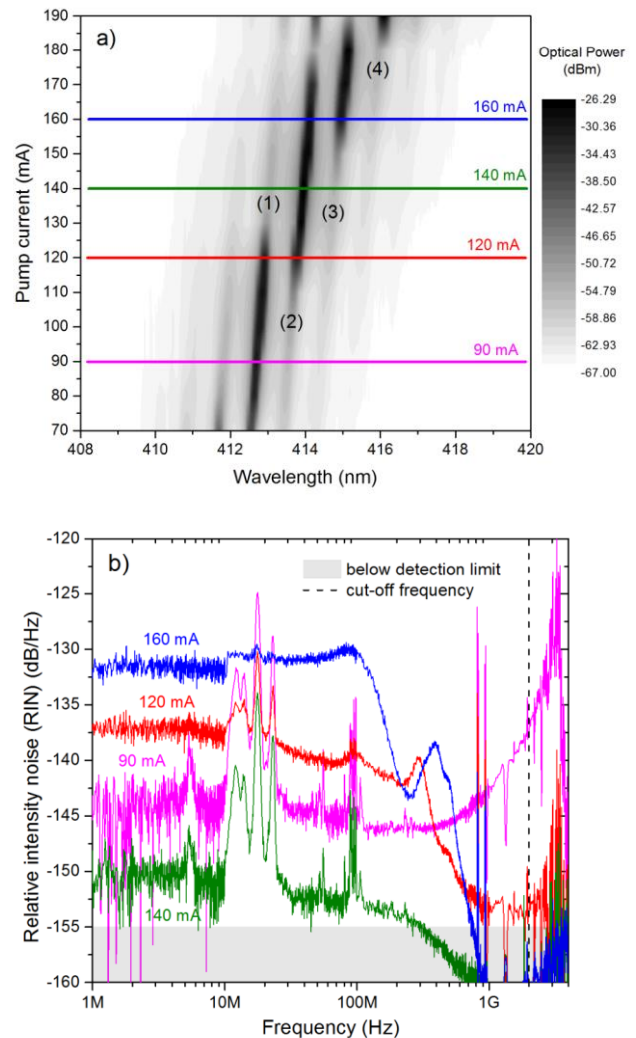 a)
Pump current (mA)
190
180
170
160
150
140
130
120
110
100
90
80
70
160 mA
140 mA
120 mA
90 mA
(1)
(2)
(3)
(4)
408 410 412 414 416 418 420
Wavelength (nm)
Optical Power
(dBm)
-26.29
-30.36
-34.43
-38.50
-42.57
-46.65
-50.72
-54.79
-58.86
-62.93
-67.00
b)
Relative intensity noise (RIN) (dB/Hz)
-120
-125
-130
-135
-140
-145
-150
-155
-160
below detection limit
cut-off frequency
160 mA
120 mA
90 mA
140 mA
1M 10M 100M 1G
Frequency (Hz)